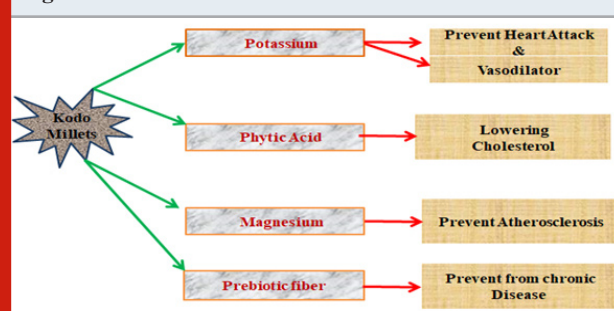 Kodo
Millets
Potassium
Prevent Heart Attack
&
Vasodilator
Phytic Acid
Lowering
Cholesterol
Magnesium
Prevent Atherosclerosis
Prebiotic fiber
Prevent from chronic
Disease